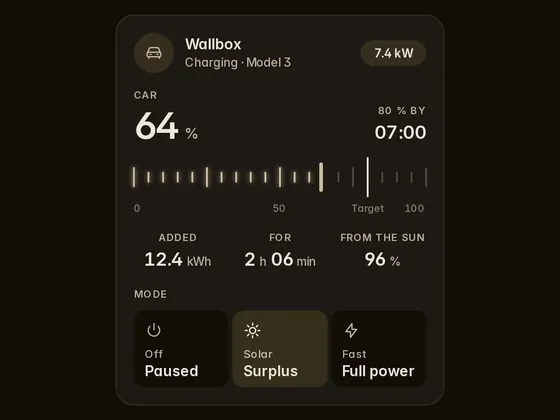 Wallbox
Charging · Model 3
7.4 kW
CAR
64 %
80 % BY
07:00
0 50 Target 100
ADDED FOR FROM THE SUN
12.4 kWh 2 h 06 min 96 %
MODE
Off Solar Fast
Paused Surplus Full power